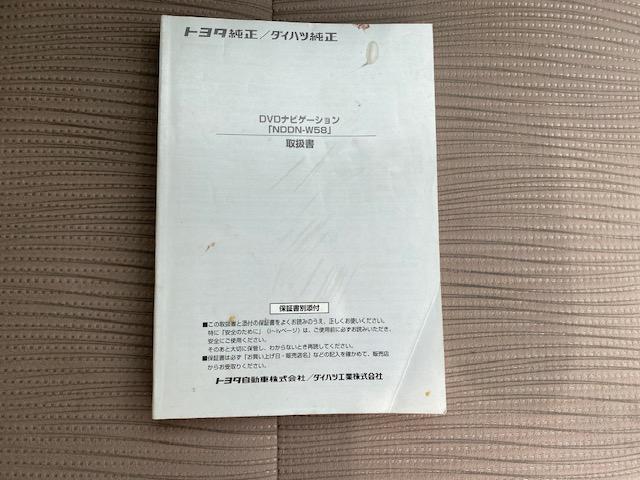 トヨタ純正／ダイハツ純正
DVDナビゲーション
「NDDN-W58」
取扱書
保証書別添付
■この取扱書と添付の保証書をよくお読みのうえ、正しくお使いください。
特に「安全のために」（i〜ivページ）は、ご使用前に必ずお読みいただき、
安全にご使用ください。
そのあと大切に保管し、わからないとき再読してください。
■保証書は必ず「お買い上げ日・販売店名」などの記入を確かめて、販売店
からお受取りください。
トヨタ自動車株式会社／ダイハツ工業株式会社